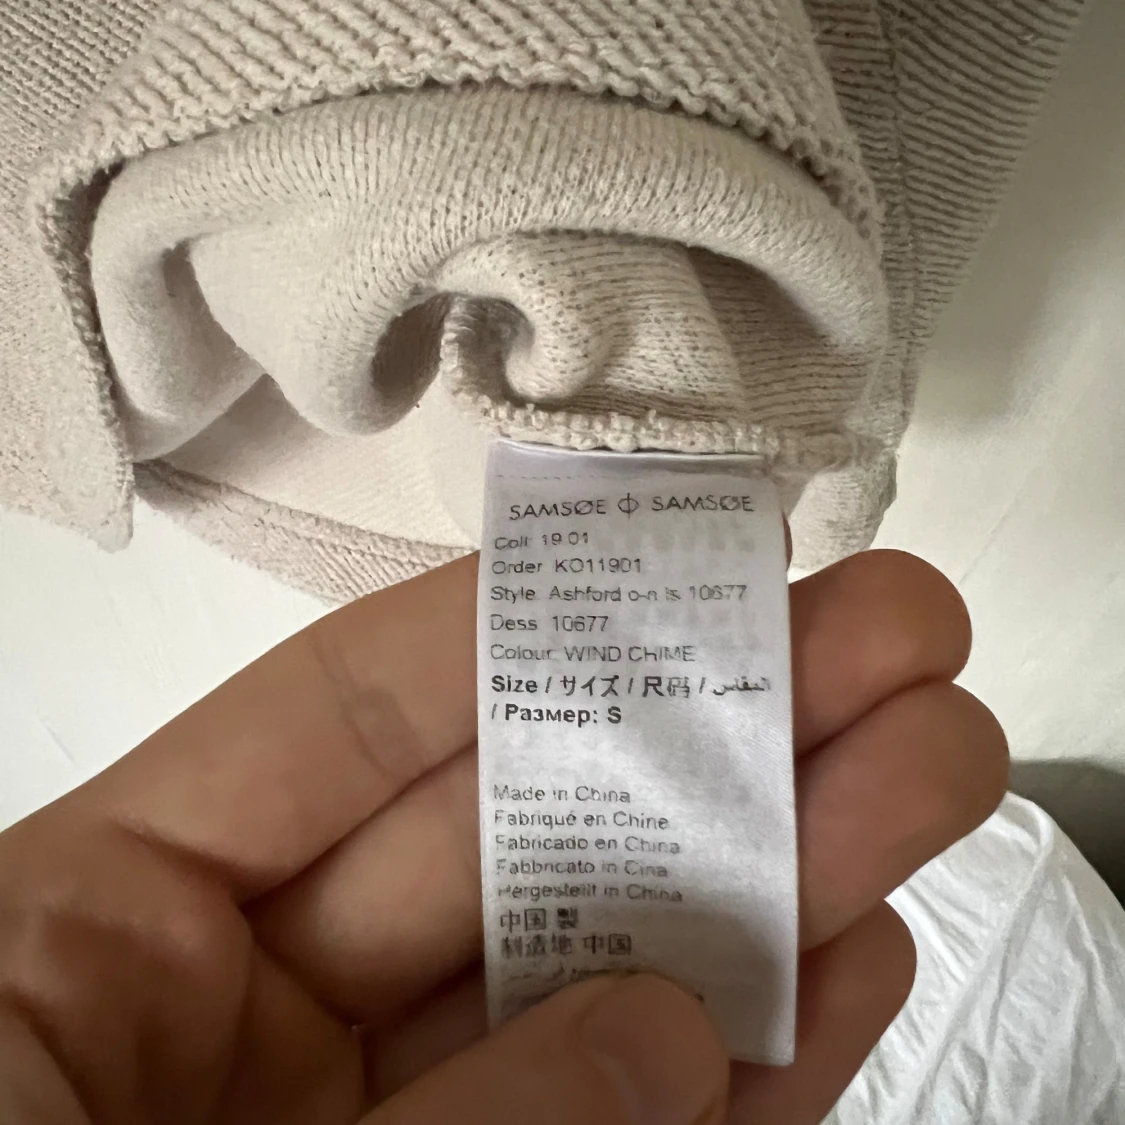 SAMSØE ɸ SAMSØE
Coll: 19 01
Order KO11901
Style Ashford o-n ls 10677
Dess 10677
Colour WIND CHIME
Size / サイズ / 尺码 / المقاس
/ Размер: S
Made in China
Fabriqué en Chine
Fabricado en China
Fabbricato in Cina
Hergestellt in China
中国 製
制造地 中国